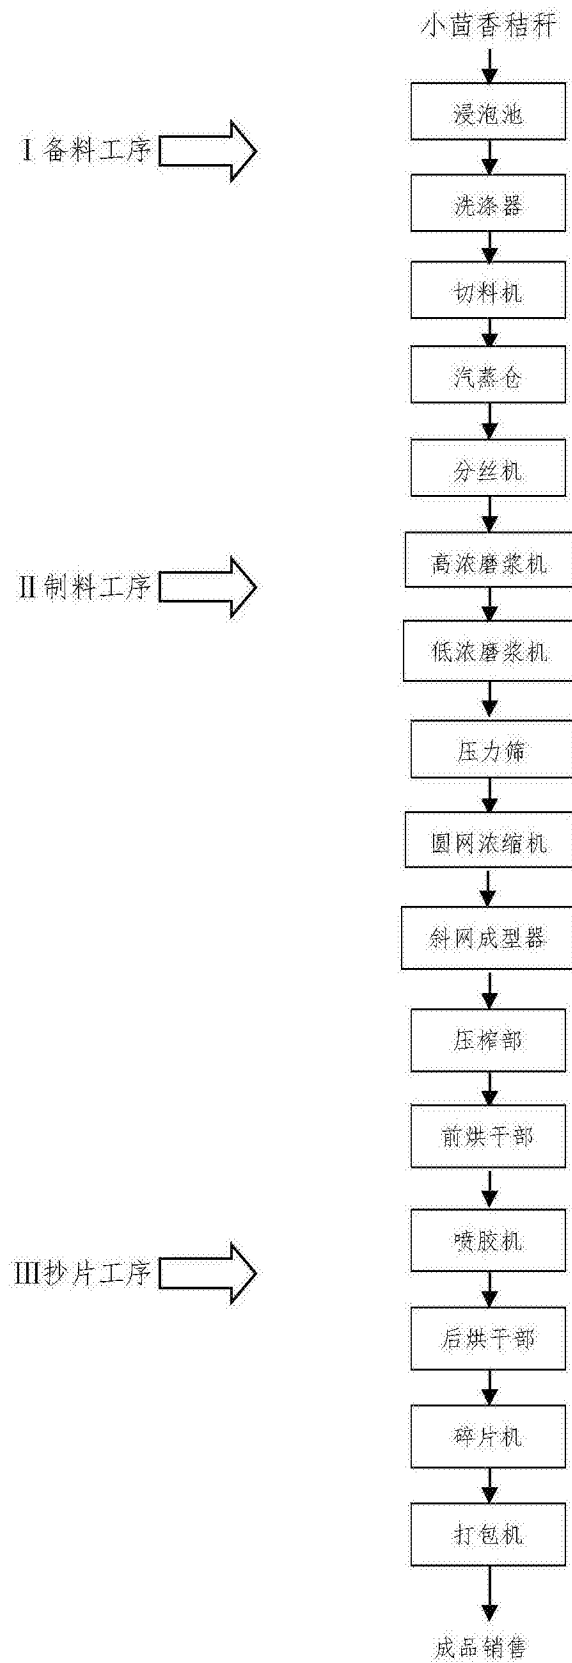 小茴香秸秆
浸泡池
Ⅰ备料工序
洗涤器
切料机
汽蒸仓
分丝机
高浓磨浆机
Ⅱ制料工序
低浓磨浆机
压力筛
圆网浓缩机
斜网成型器
压榨部
前烘干部
喷胶机
Ⅲ抄片工序
后烘干部
碎片机
打包机
成品销售